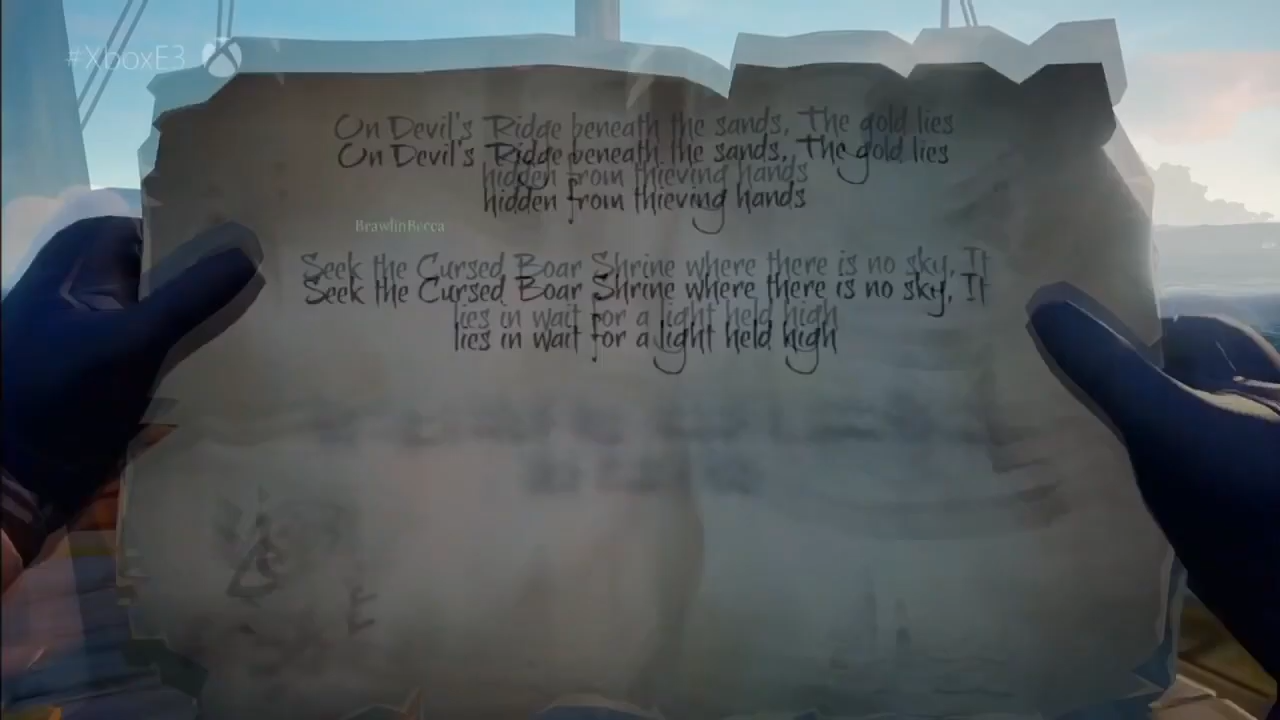 #XboxE3
On Devil's Ridge beneath the sands, The gold lies
On Devil's Ridge beneath the sands, The gold lies
hidden from thieving hands
hidden from thieving hands
BrawlinBecca
Seek the Cursed Boar Shrine where there is no sky, It
Seek the Cursed Boar Shrine where there is no sky, It
lies in wait for a light held high
lies in wait for a light held high
E